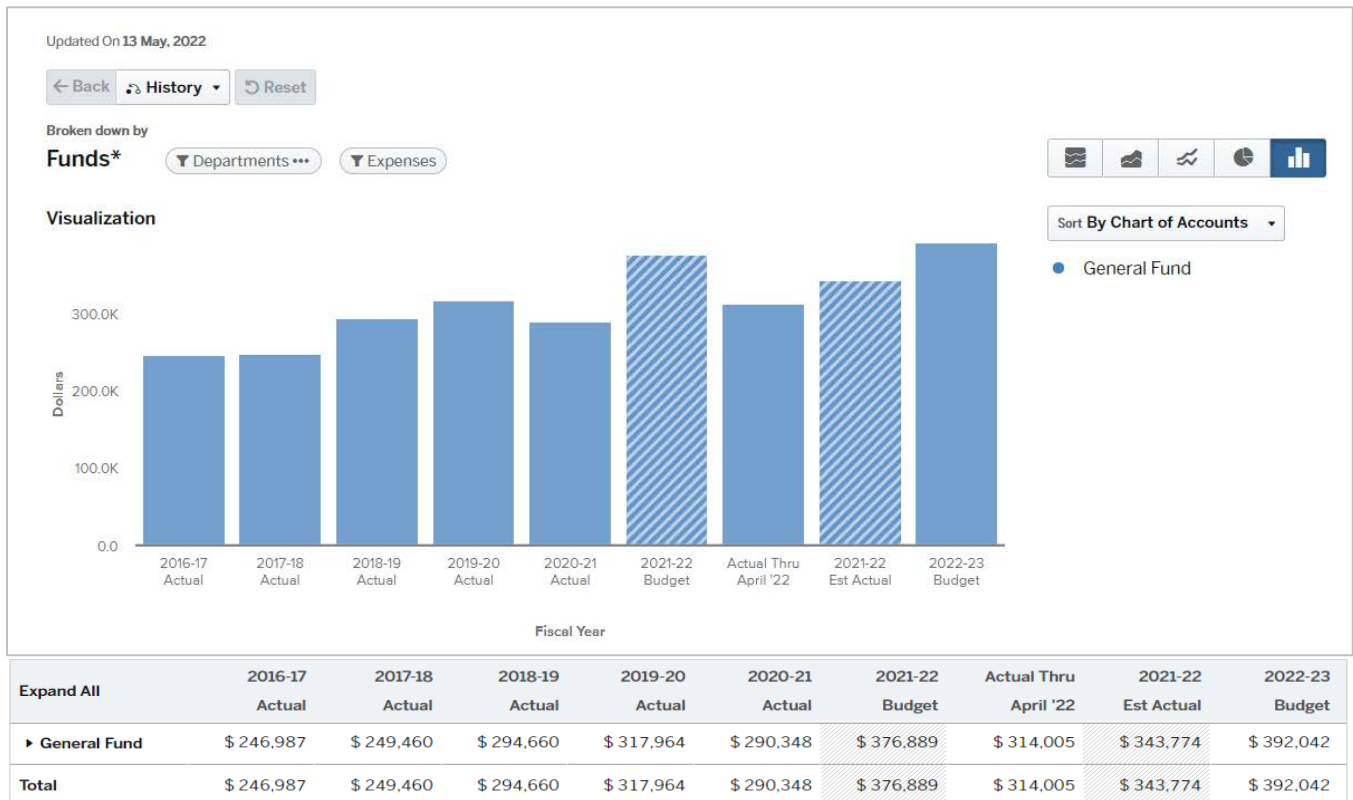 Updated On 13 May, 2022
← Back History ▾ Reset
Broken down by
Funds* Departments ••• Expenses
Visualization
Sort By Chart of Accounts ▾
General Fund
Dollars
300.0K
200.0K
100.0K
0.0
2016-17 2017-18 2018-19 2019-20 2020-21 2021-22 Actual Thru 2021-22 2022-23
Actual Actual Actual Actual Actual Budget April '22 Est Actual Budget
Fiscal Year
Expand All
2016-17 2017-18 2018-19 2019-20 2020-21 2021-22 Actual Thru 2021-22 2022-23
Actual Actual Actual Actual Actual Budget April '22 Est Actual Budget
General Fund $ 246,987 $ 249,460 $ 294,660 $ 317,964 $ 290,348 $ 376,889 $ 314,005 $ 343,774 $ 392,042
Total $ 246,987 $ 249,460 $ 294,660 $ 317,964 $ 290,348 $ 376,889 $ 314,005 $ 343,774 $ 392,042